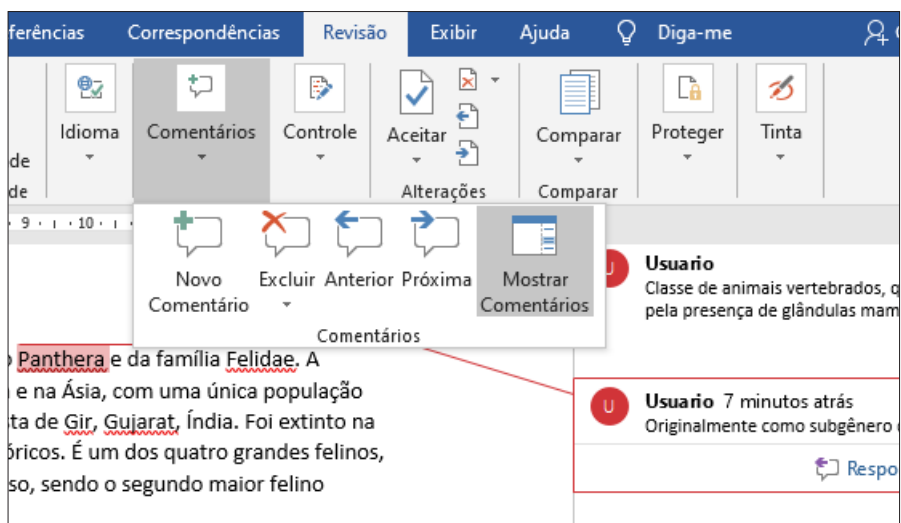 ferências Correspondências Revisão Exibir Ajuda Diga-me
Idioma Comentários Controle Aceitar Comparar Proteger Tinta
de
de Alterações Comparar
9 10
Novo Comentário Excluir Anterior Próxima Mostrar Comentários
Comentários
Usuario
Classe de animais vertebrados, q
pela presença de glândulas mam
Panthera e da família Felidae. A
e na Ásia, com uma única população
sta de Gir, Gujarat, Índia. Foi extinto na
óricos. É um dos quatro grandes felinos,
so, sendo o segundo maior felino
U
Usuario 7 minutos atrás
Originalmente como subgênero
Respo